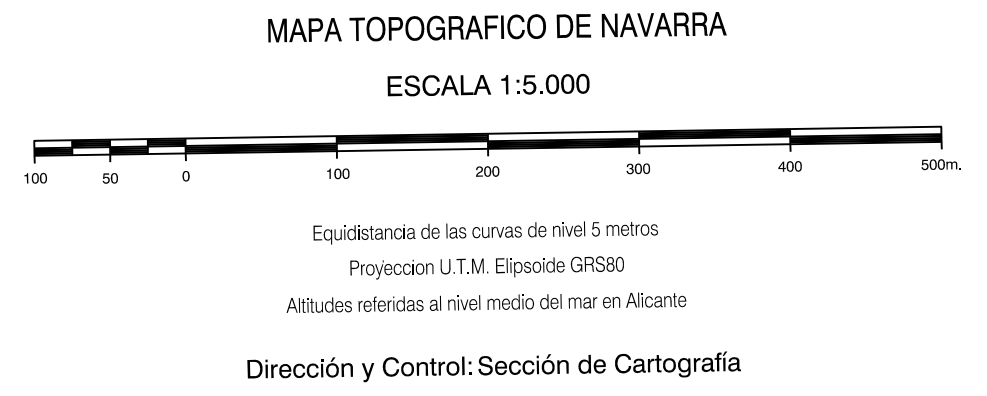 MAPA TOPOGRAFICO DE NAVARRA
ESCALA 1:5.000
100 50 0 100 200 300 400 500m.
Equidistancia de las curvas de nivel 5 metros
Proyeccion U.T.M. Elipsoide GRS80
Altitudes referidas al nivel medio del mar en Alicante
Dirección y Control: Sección de Cartografía